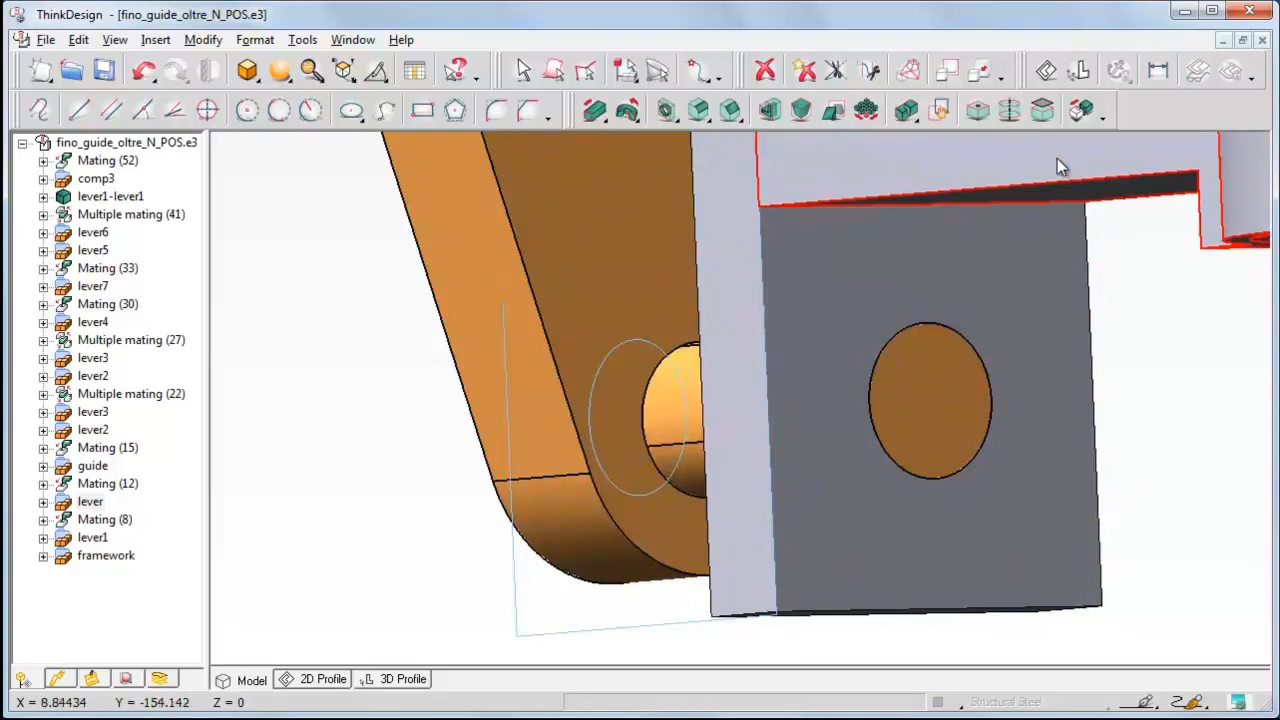 ThinkDesign - [fino_guide_oltre_N_POS.e3]
File Edit View Insert Modify Format Tools Window Help
fino_guide_oltre_N_POS.e3
Mating (52)
comp3
lever1-lever1
Multiple mating (41)
lever6
lever5
Mating (33)
lever7
Mating (30)
lever4
Multiple mating (27)
lever3
lever2
Multiple mating (22)
lever3
lever2
Mating (15)
guide
Mating (12)
lever
Mating (8)
lever1
framework
Model 2D Profile 3D Profile
X = 8.84434 Y = -154.142 Z = 0 Structural Steel